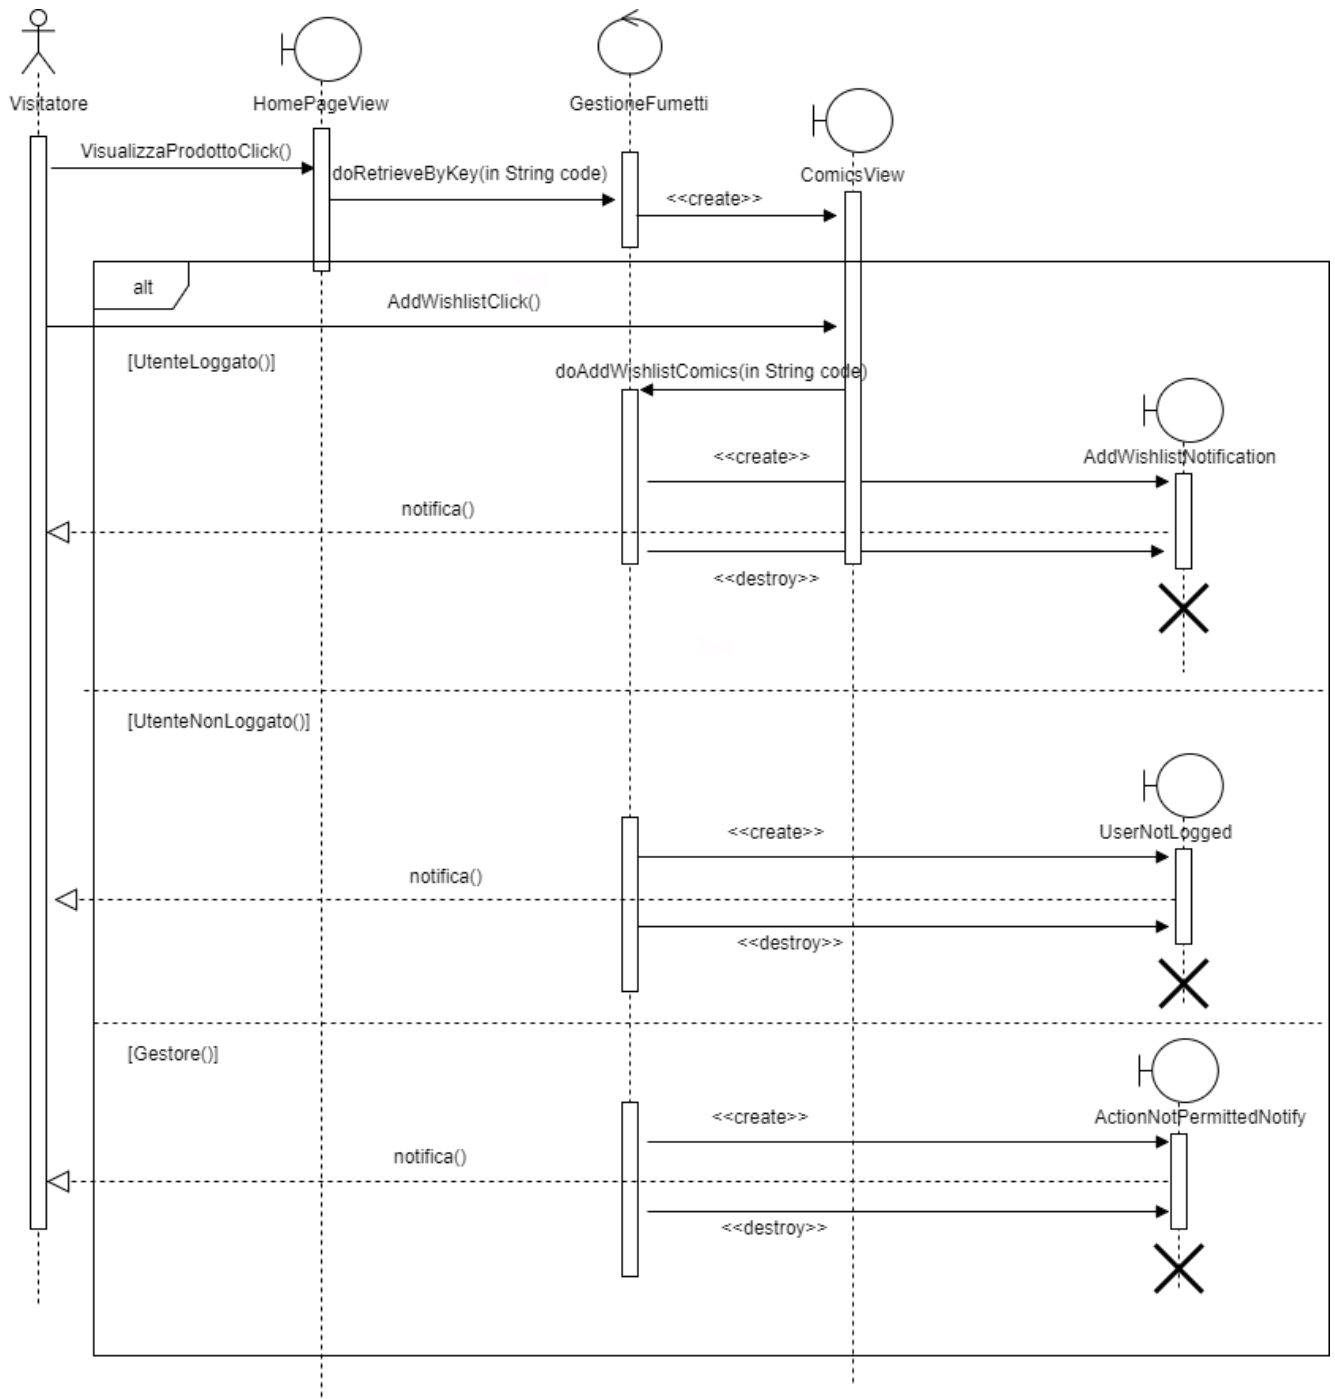 Visitatore
HomePageView
GestioneFumetti
ComicsView
VisualizzaProdottoClick()
doRetrieveByKey(in String code)
<<create>>
alt
AddWishlistClick()
[UtenteLoggato()]
doAddWishlistComics(in String code)
AddWishlistNotification
<<create>>
notifica()
<<destroy>>
[UtenteNonLoggato()]
UserNotLogged
<<create>>
notifica()
<<destroy>>
[Gestore()]
ActionNotPermittedNotify
<<create>>
notifica()
<<destroy>>